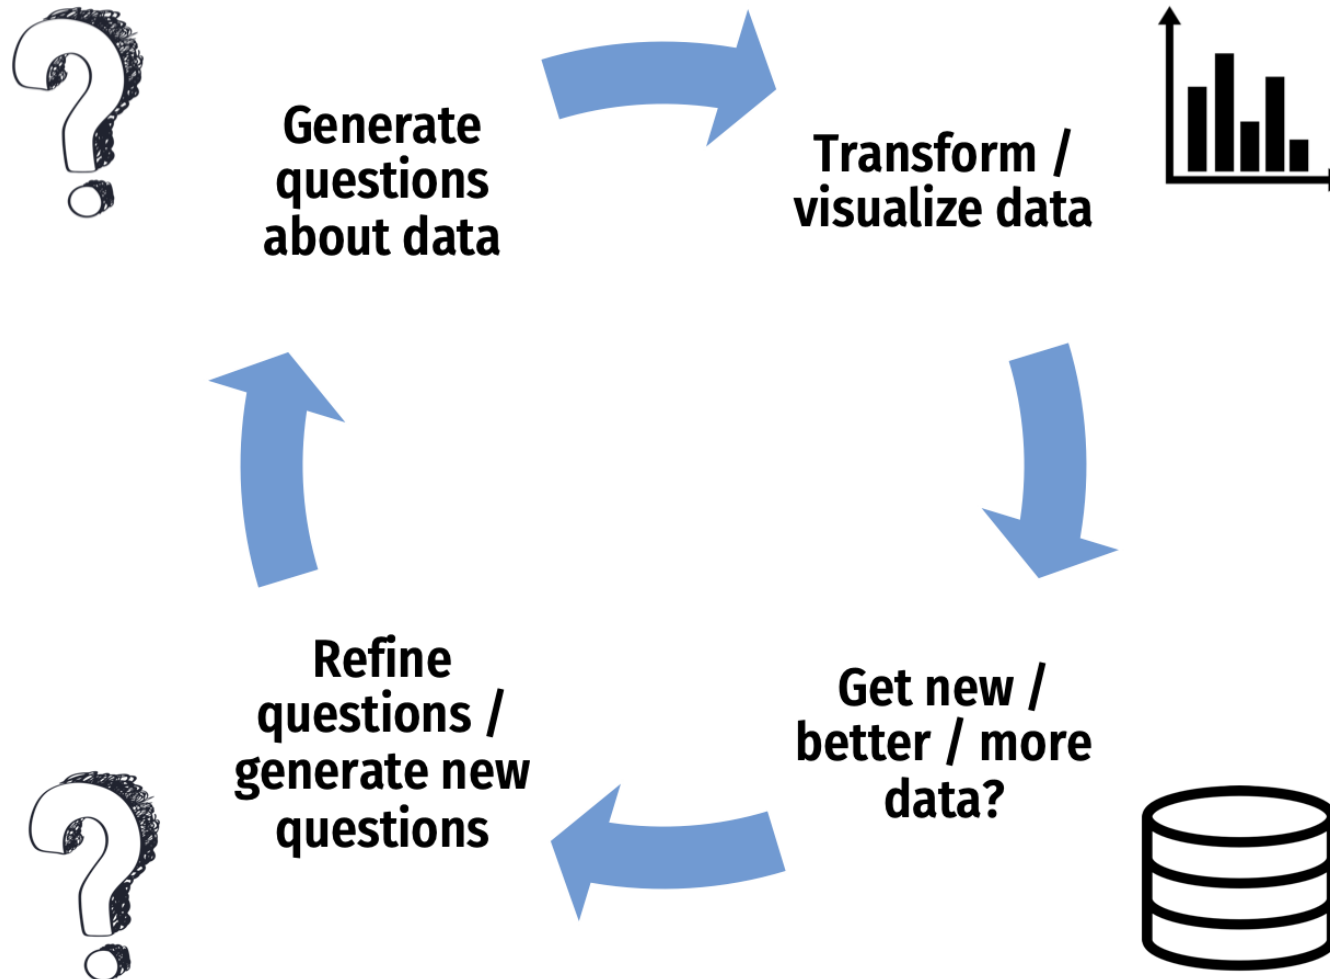 Generate
questions
about data
Transform /
visualize data
Get new /
better / more
data?
Refine
questions /
generate new
questions